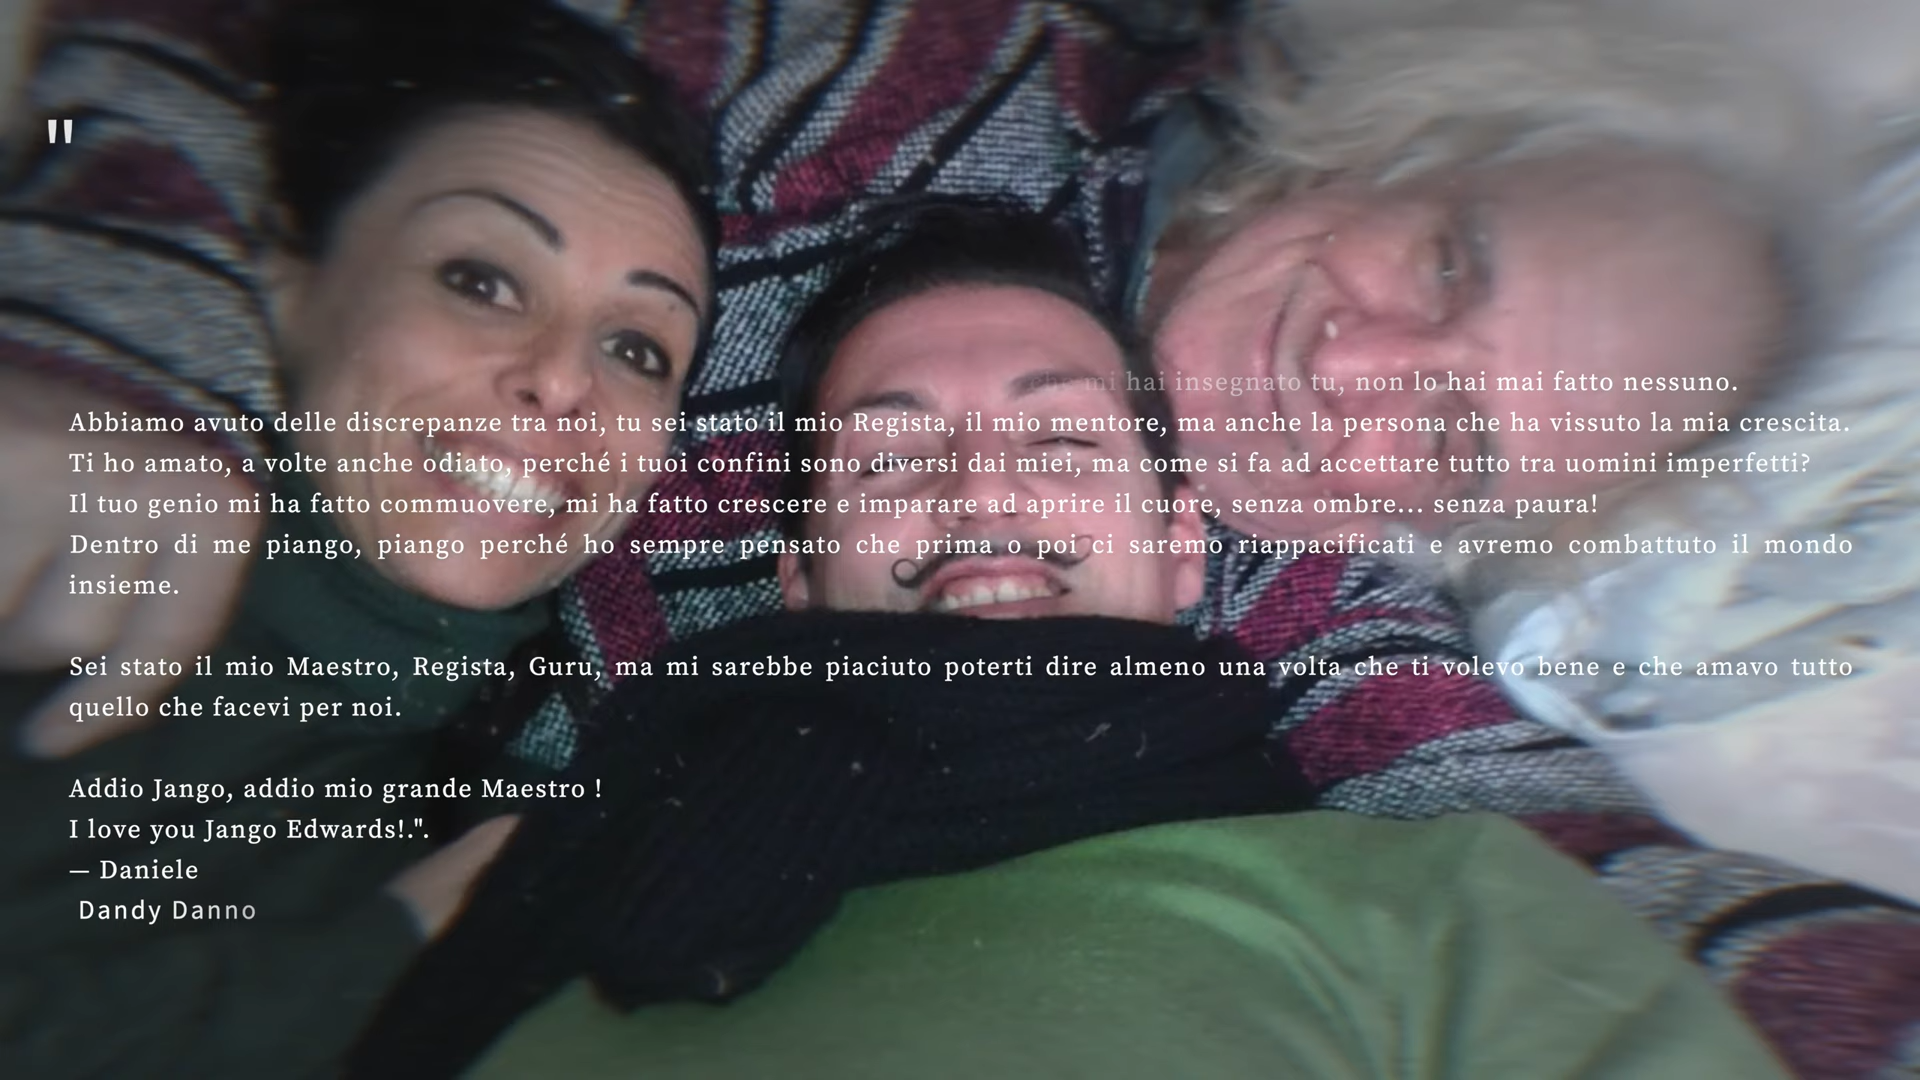 "
che mi hai insegnato tu, non lo hai mai fatto nessuno.
Abbiamo avuto delle discrepanze tra noi, tu sei stato il mio Regista, il mio mentore, ma anche la persona che ha vissuto la mia crescita.
Ti ho amato, a volte anche odiato, perché i tuoi confini sono diversi dai miei, ma come si fa ad accettare tutto tra uomini imperfetti?
Il tuo genio mi ha fatto commuovere, mi ha fatto crescere e imparare ad aprire il cuore, senza ombre... senza paura!
Dentro di me piango, piango perché ho sempre pensato che prima o poi ci saremo riappacificati e avremo combattuto il mondo
insieme.
Sei stato il mio Maestro, Regista, Guru, ma mi sarebbe piaciuto poterti dire almeno una volta che ti volevo bene e che amavo tutto
quello che facevi per noi.
Addio Jango, addio mio grande Maestro !
I love you Jango Edwards!.".
— Daniele
Dandy Danno